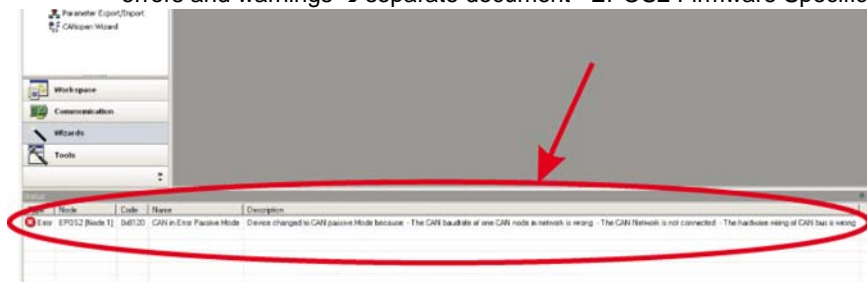 errors and warnings → separate document «EPOS2 Firmware Specific
Parameter Export/Import
CANopen Wizard
Workspace
Communication
Wizards
Tools
Status
Type Node Code Name Description
Error EPOS2 [Node 1] 0x8120 CAN in Error Passive Mode Device changed to CAN passive Mode because - The CAN baudrate of one CAN node in network is wrong - The CAN Network is not connected - The hardware wiring of CAN bus is wrong